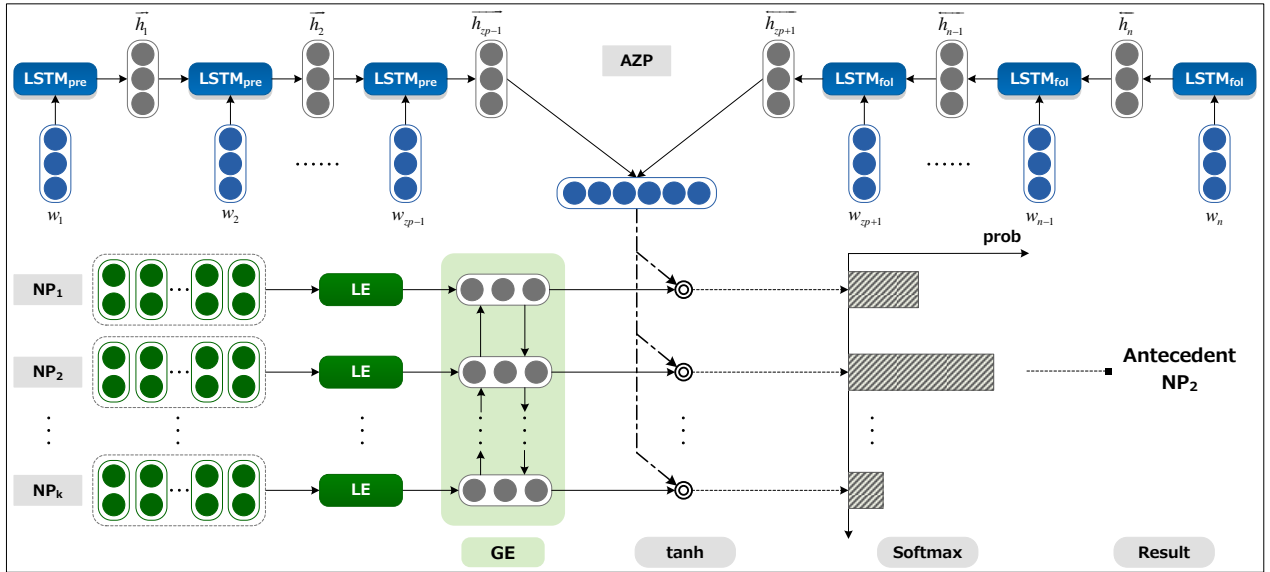 h₁ h₂ h_zp−1 h_zp+1 h_n−1 h_n
AZP
LSTMpre LSTMpre LSTMpre LSTMfol LSTMfol LSTMfol
...... ......
w₁ w₂ w_zp−1 w_zp+1 w_n−1 w_n
prob
NP₁ ... LE
NP₂ ... LE
Antecedent
NP₂
NPₖ ... LE
GE tanh Softmax Result